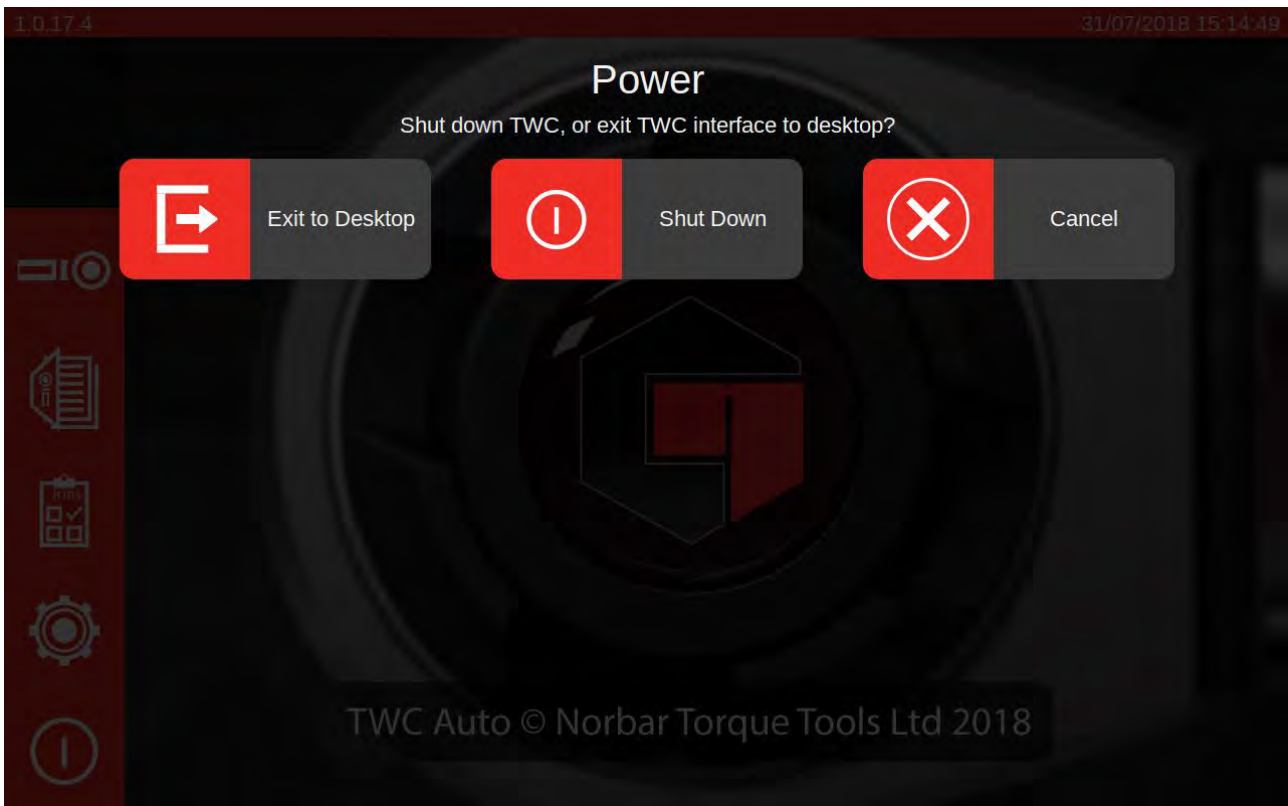 1.0.17.4
31/07/2018 15:14:49
Power
Shut down TWC, or exit TWC interface to desktop?
Exit to Desktop
Shut Down
Cancel
TWC Auto © Norbar Torque Tools Ltd 2018